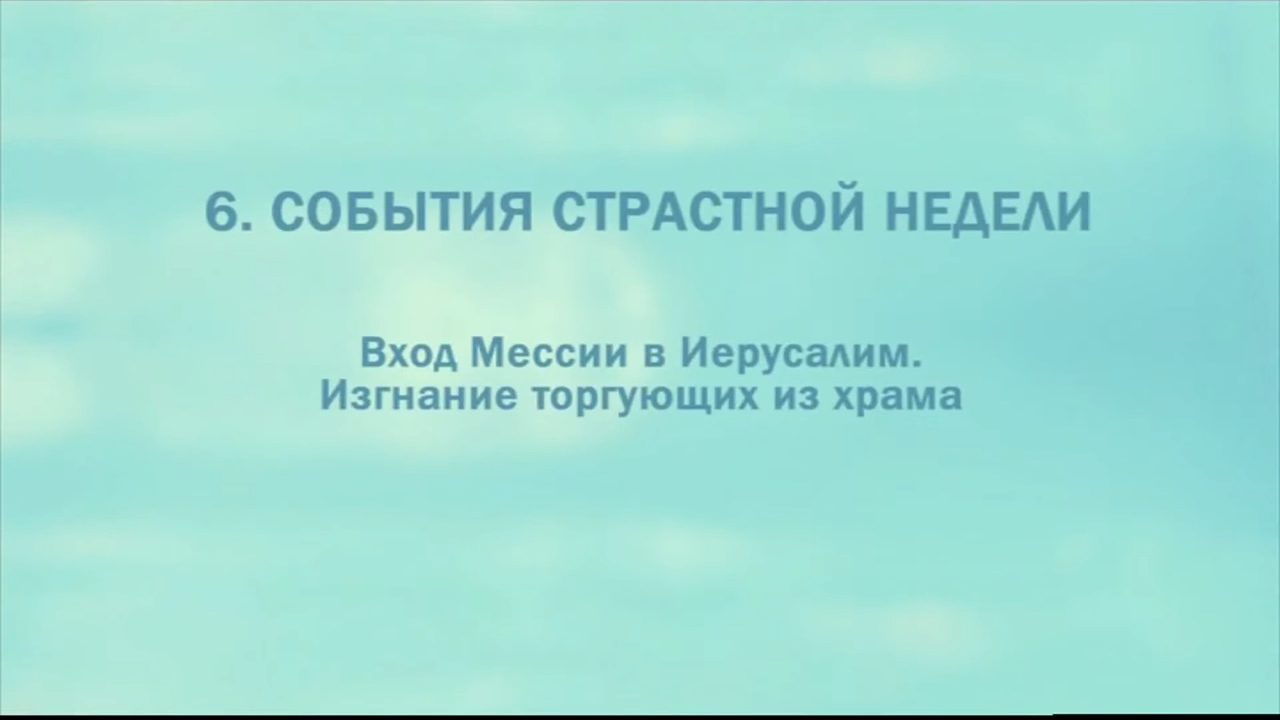 6. СОБЫТИЯ СТРАСТНОЙ НЕДЕЛИ
Вход Мессии в Иерусалим.
Изгнание торгующих из храма